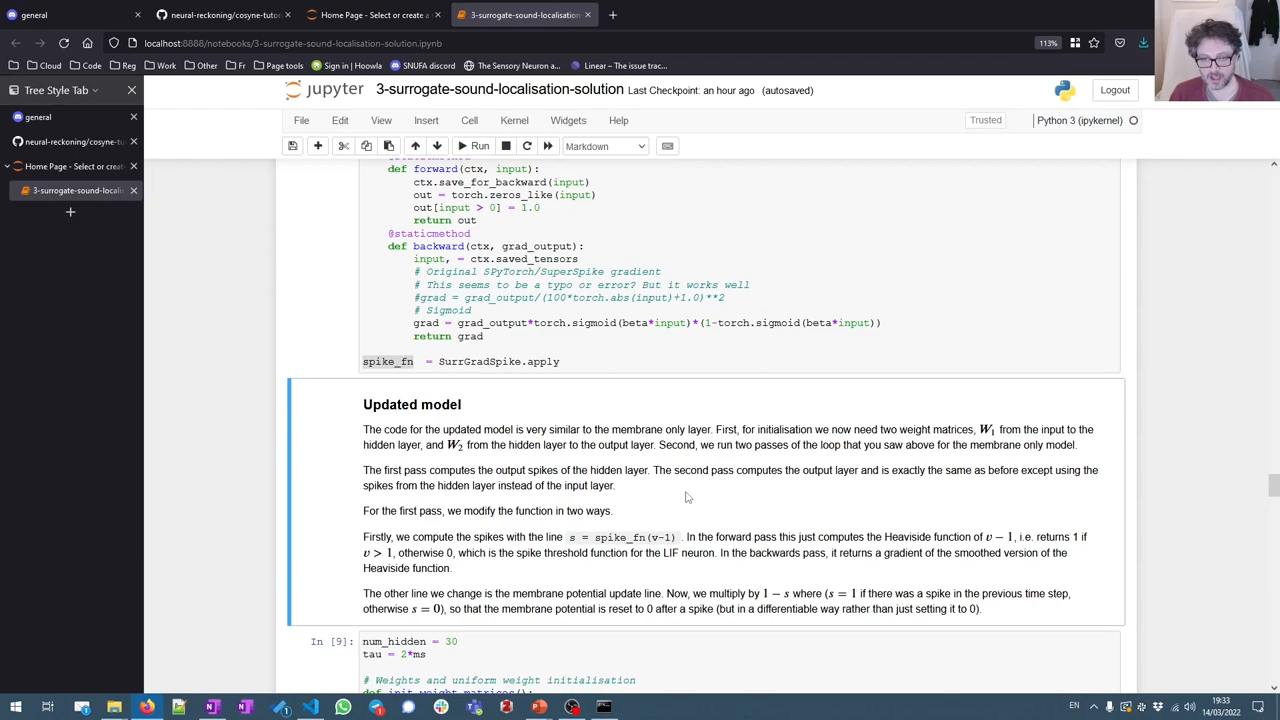 general
neural-reckoning/cosyne-tutor
Home Page - Select or create a
3-surrogate-sound-localisation
localhost:8888/notebooks/3-surrogate-sound-localisation-solution.ipynb
113%
Cloud
Code
Reg
Work
Other
Fr
Page tools
Sign in | Howla
SNUFA discord
The Sensory Neuron a...
Linear – The issue trac...
Tree Style Tab
general
neural-reckoning/cosyne-tu
Home Page - Select or create
3-surrogate-sound-localis
jupyter
3-surrogate-sound-localisation-solution
Last Checkpoint: an hour ago
(autosaved)
Logout
File
Edit
View
Insert
Cell
Kernel
Widgets
Help
Trusted
Python 3 (ipykernel)
Run
Markdown
@staticmethod
def forward(ctx, input):
ctx.save_for_backward(input)
out = torch.zeros_like(input)
out[input > 0] = 1.0
return out
@staticmethod
def backward(ctx, grad_output):
input, = ctx.saved_tensors
# Original SPyTorch/SuperSpike gradient
# This seems to be a typo or error? But it works well
#grad = grad_output/(100*torch.abs(input)+1.0)**2
# Sigmoid
grad = grad_output*torch.sigmoid(beta*input)*(1-torch.sigmoid(beta*input))
return grad
spike_fn = SurrGradSpike.apply
Updated model
The code for the updated model is very similar to the membrane only layer. First, for initialisation we now need two weight matrices, W₁ from the input to the
hidden layer, and W₂ from the hidden layer to the output layer. Second, we run two passes of the loop that you saw above for the membrane only model.
The first pass computes the output spikes of the hidden layer. The second pass computes the output layer and is exactly the same as before except using the
spikes from the hidden layer instead of the input layer.
For the first pass, we modify the function in two ways.
Firstly, we compute the spikes with the line s = spike_fn(v-1) . In the forward pass this just computes the Heaviside function of v − 1, i.e. returns 1 if
v > 1, otherwise 0, which is the spike threshold function for the LIF neuron. In the backwards pass, it returns a gradient of the smoothed version of the
Heaviside function.
The other line we change is the membrane potential update line. Now, we multiply by 1 − s where (s = 1 if there was a spike in the previous time step,
otherwise s = 0), so that the membrane potential is reset to 0 after a spike (but in a differentiable way rather than just setting it to 0).
In [9]:
num_hidden = 30
tau = 2*ms
# Weights and uniform weight initialisation
def init_weight_matrices():
EN
19:33
14/03/2022